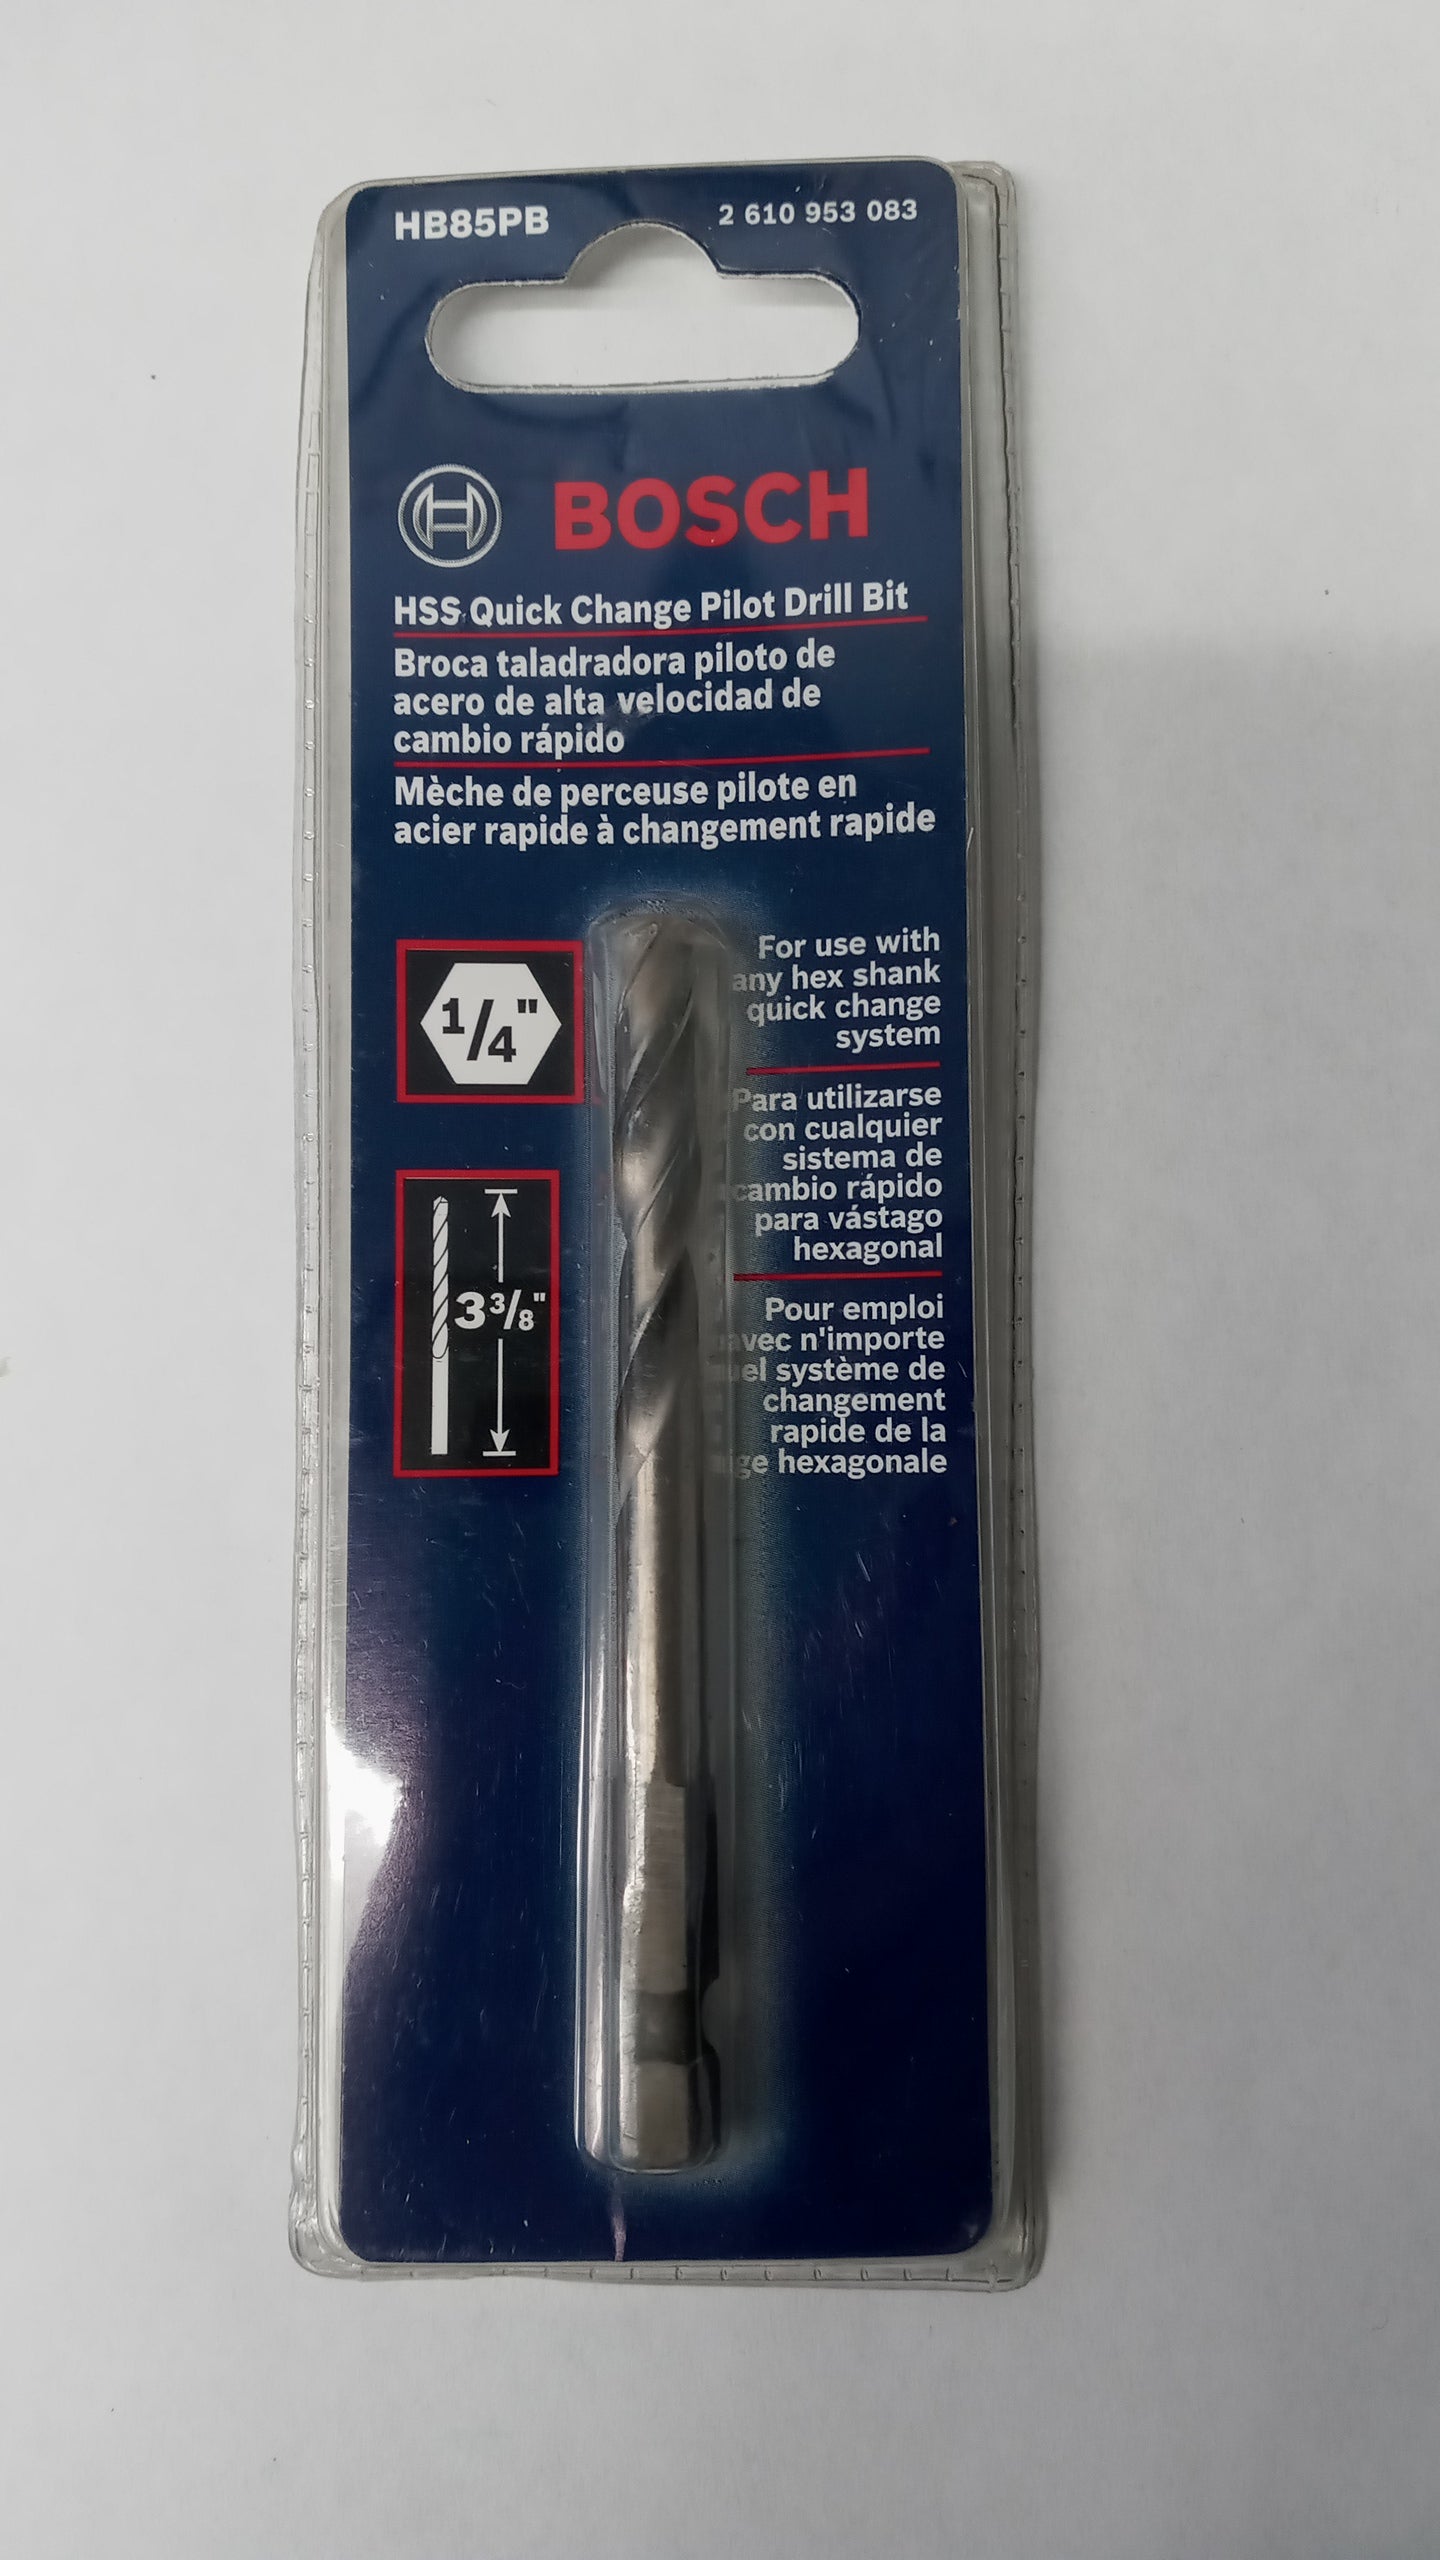 HB85PB
2 610 953 083
BOSCH
HSS Quick Change Pilot Drill Bit
Broca taladradora piloto de
acero de alta velocidad de
cambio rápido
Mèche de perceuse pilote en
acier rapide à changement rapide
1/4"
3 3/8"
For use with
any hex shank
quick change
system
Para utilizarse
con cualquier
sistema de
cambio rápido
para vástago
hexagonal
Pour emploi
avec n'importe
système de
changement
rapide de la
hexagonale